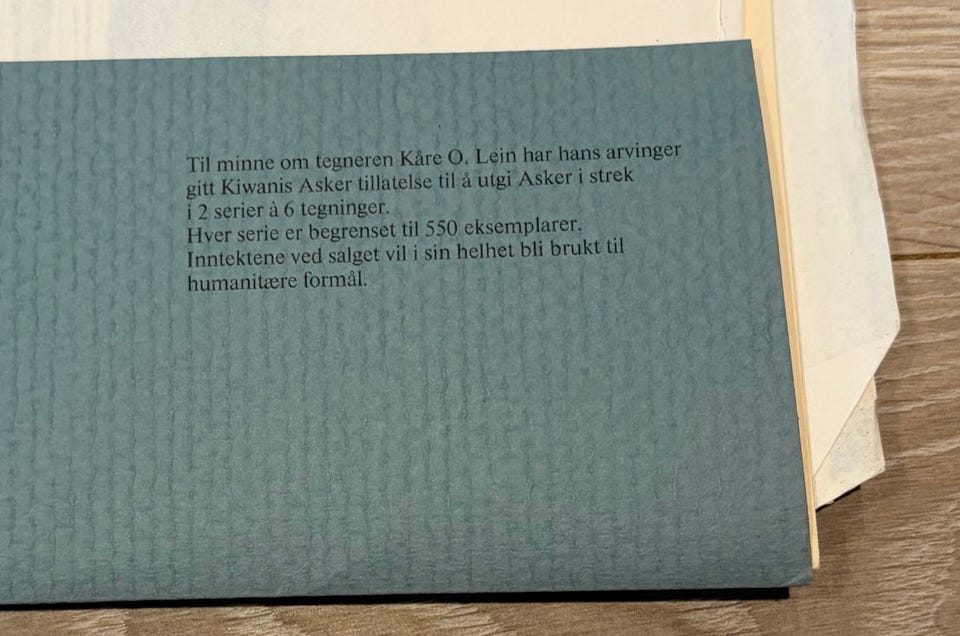 Til minne om tegneren Kåre O. Lein har hans arvinger
gitt Kiwanis Asker tillatelse til å utgi Asker i strek
i 2 serier à 6 tegninger.
Hver serie er begrenset til 550 eksemplarer.
Inntektene ved salget vil i sin helhet bli brukt til
humanitære formål.